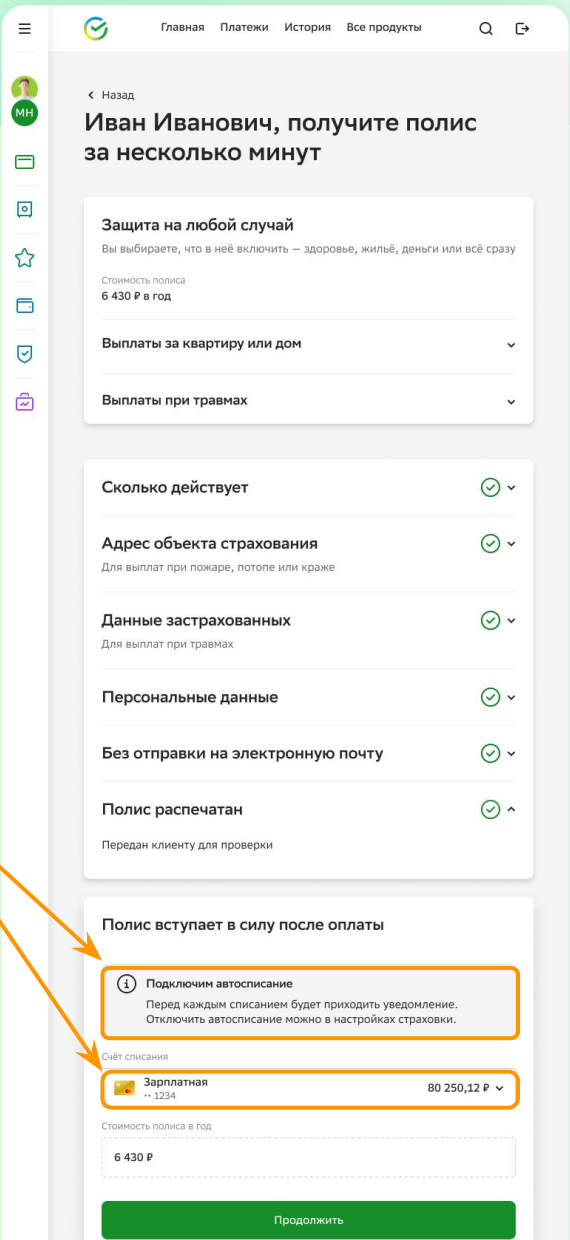 Главная Платежи История Все продукты
МН
Назад
Иван Иванович, получите полис
за несколько минут
Защита на любой случай
Вы выбираете, что в неё включить — здоровье, жильё, деньги или всё сразу
Стоимость полиса
6 430 ₽ в год
Выплаты за квартиру или дом
Выплаты при травмах
Сколько действует
Адрес объекта страхования
Для выплат при пожаре, потопе или краже
Данные застрахованных
Для выплат при травмах
Персональные данные
Без отправки на электронную почту
Полис распечатан
Передан клиенту для проверки
Полис вступает в силу после оплаты
Подключим автосписание
Перед каждым списанием будет приходить уведомление.
Отключить автосписание можно в настройках страховки.
Счёт списания
Зарплатная 80 250,12 ₽
•• 1234
Стоимость полиса в год
6 430 ₽
Продолжить